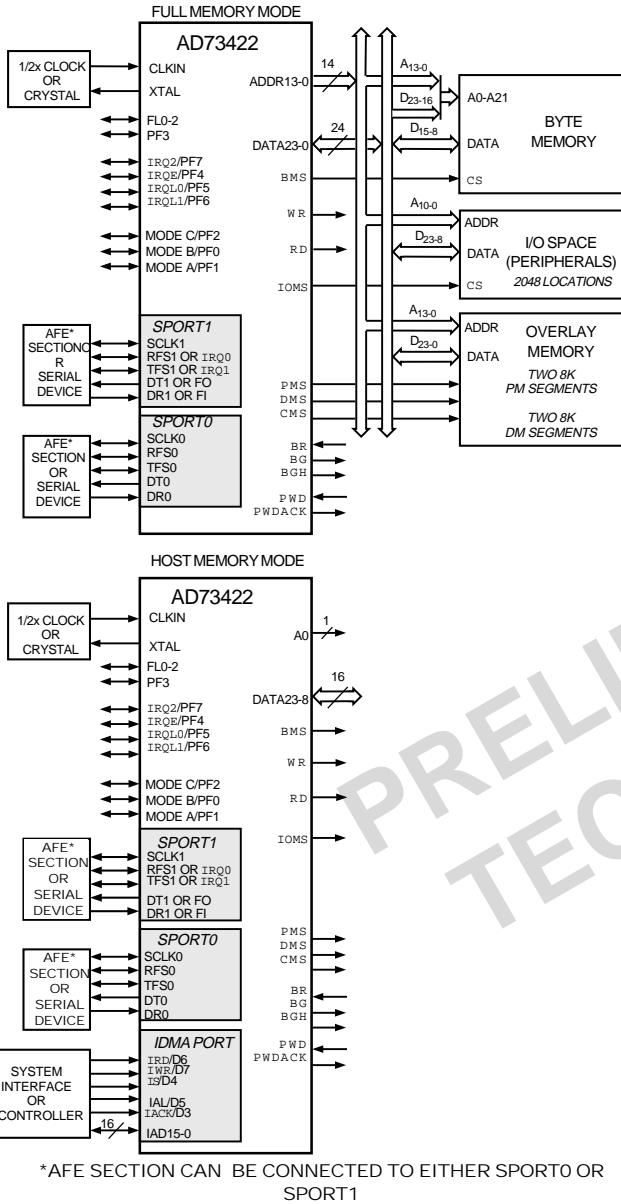 FULL MEMORY MODE
AD73422
1/2x CLOCK
OR
CRYSTAL
CLKIN
XTAL
FL0-2
PF3
IRQ2/PF7
IRQE/PF4
IRQL0/PF5
IRQL1/PF6
MODE C/PF2
MODE B/PF0
MODE A/PF1
AFE*
SECTIONO
R
SERIAL
DEVICE
SPORT1
SCLK1
RFS1 OR IRQ0
TFS1 OR IRQ1
DT1 OR FO
DR1 OR FI
AFE*
SECTION
OR
SERIAL
DEVICE
SPORT0
SCLK0
RFS0
TFS0
DT0
DR0
14
ADDR13-0
24
DATA23-0
BMS
WR
RD
IOMS
PMS
DMS
CMS
BR
BG
BGH
PWD
PWDACK
A13-0
D23-16
D15-8
A0-A21
BYTE
MEMORY
DATA
CS
A10-0
D23-8
ADDR
I/O SPACE
(PERIPHERALS)
DATA
2048 LOCATIONS
CS
A13-0
D23-0
ADDR
OVERLAY
MEMORY
DATA
TWO 8K
PM SEGMENTS
TWO 8K
DM SEGMENTS
HOST MEMORY MODE
AD73422
1/2x CLOCK
OR
CRYSTAL
CLKIN
XTAL
FL0-2
PF3
IRQ2/PF7
IRQE/PF4
IRQL0/PF5
IRQL1/PF6
MODE C/PF2
MODE B/PF0
MODE A/PF1
AFE*
SECTION
OR
SERIAL
DEVICE
SPORT1
SCLK1
RFS1 OR IRQ0
TFS1 OR IRQ1
DT1 OR FO
DR1 OR FI
AFE*
SECTION
OR
SERIAL
DEVICE
SPORT0
SCLK0
RFS0
TFS0
DT0
DR0
SYSTEM
INTERFACE
OR
CONTROLLER
IDMA PORT
IRD/D6
IWR/D7
IS/D4
IAL/D5
IACK/D3
16
IAD15-0
1
A0
16
DATA23-8
BMS
WR
RD
IOMS
PMS
DMS
CMS
BR
BG
BGH
PWD
PWDACK
PRELI
TEC
*AFE SECTION CAN BE CONNECTED TO EITHER SPORT0 OR
SPORT1